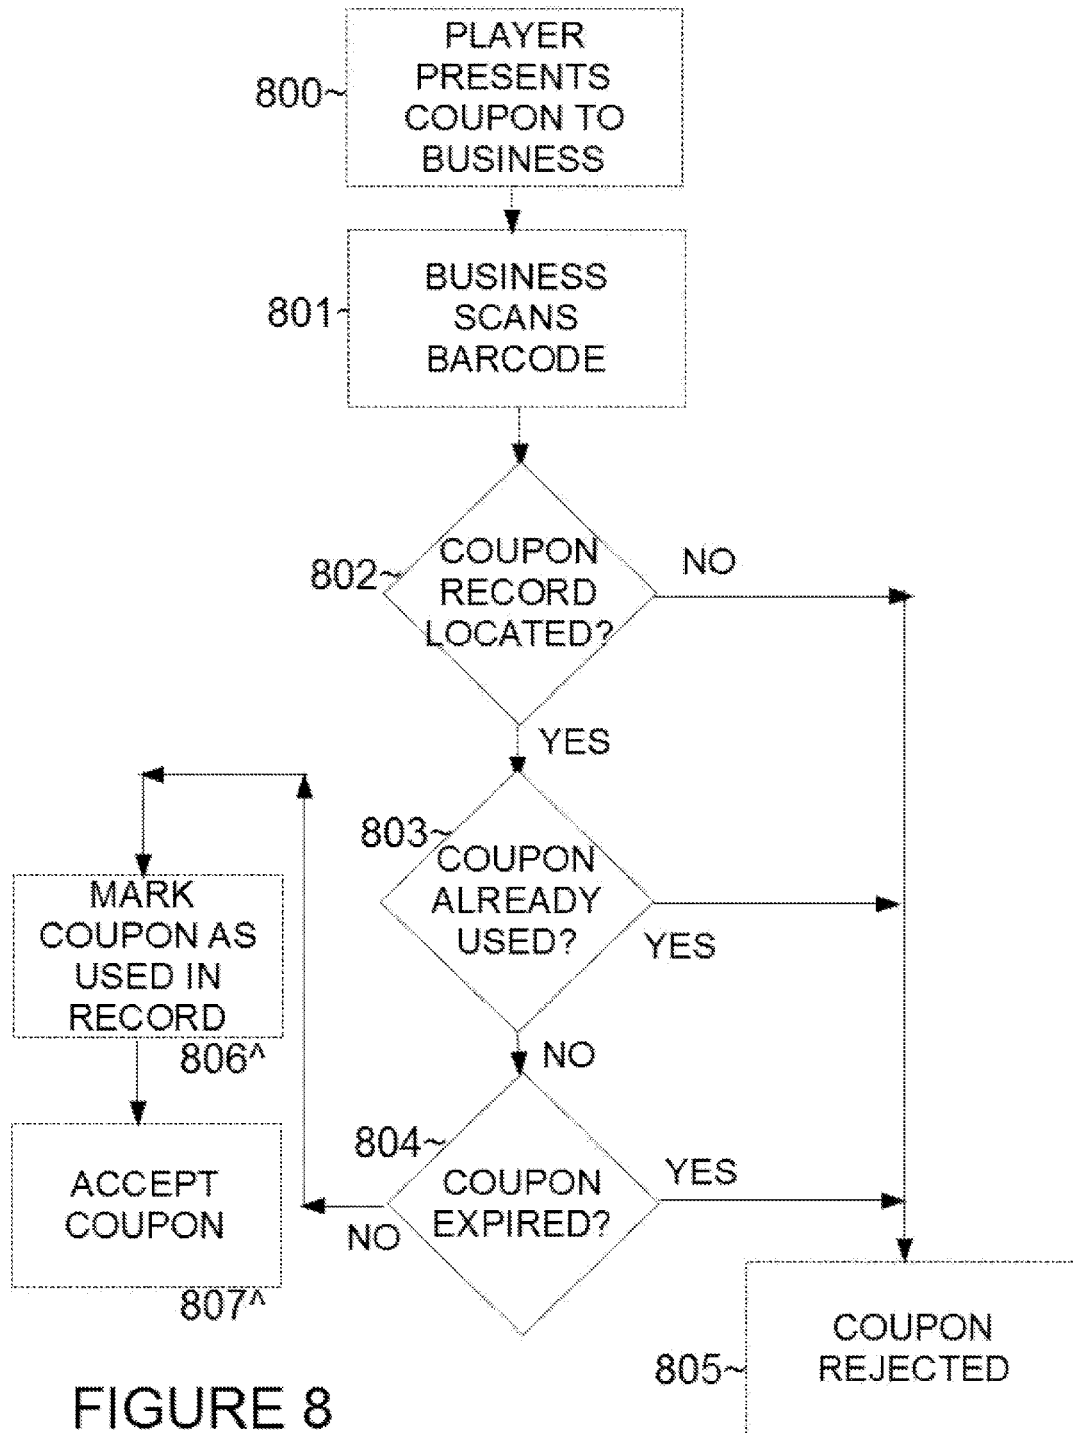 PLAYER
PRESENTS
COUPON TO
BUSINESS
800~
BUSINESS
SCANS
BARCODE
801~
COUPON
RECORD
LOCATED?
802~
NO
YES
COUPON
ALREADY
USED?
803~
YES
NO
COUPON
EXPIRED?
804~
YES
NO
MARK
COUPON AS
USED IN
RECORD
806^
ACCEPT
COUPON
807^
COUPON
REJECTED
805~
FIGURE 8